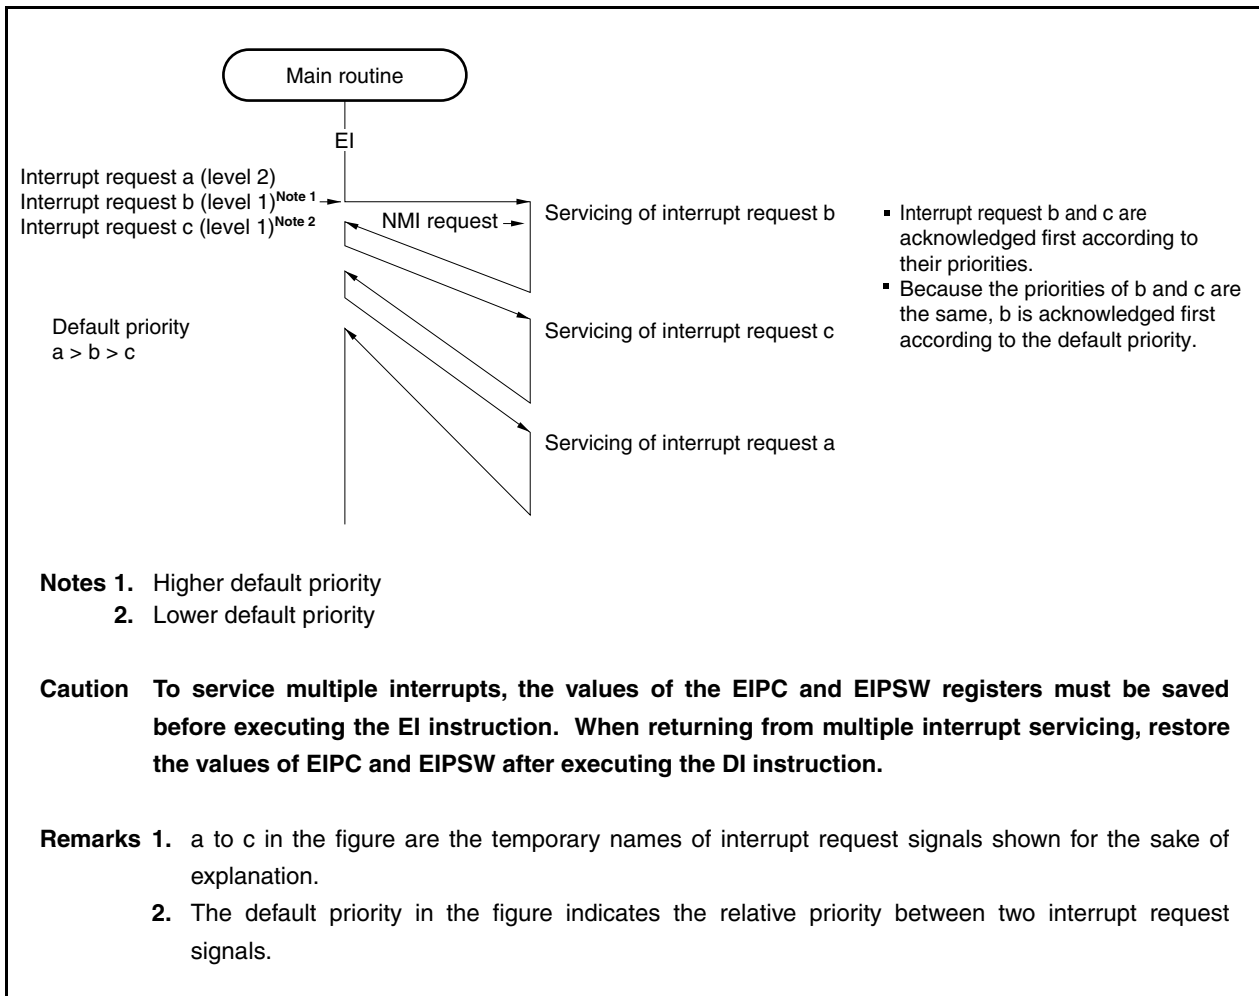 Main routine
EI
Interrupt request a (level 2)
Interrupt request b (level 1)Note 1
Interrupt request c (level 1)Note 2
NMI request
Servicing of interrupt request b
▪ Interrupt request b and c are
acknowledged first according to
their priorities.
▪ Because the priorities of b and c are
the same, b is acknowledged first
according to the default priority.
Default priority
a > b > c
Servicing of interrupt request c
Servicing of interrupt request a
Notes 1. Higher default priority
2. Lower default priority
Caution To service multiple interrupts, the values of the EIPC and EIPSW registers must be saved
before executing the EI instruction. When returning from multiple interrupt servicing, restore
the values of EIPC and EIPSW after executing the DI instruction.
Remarks 1. a to c in the figure are the temporary names of interrupt request signals shown for the sake of
explanation.
2. The default priority in the figure indicates the relative priority between two interrupt request
signals.